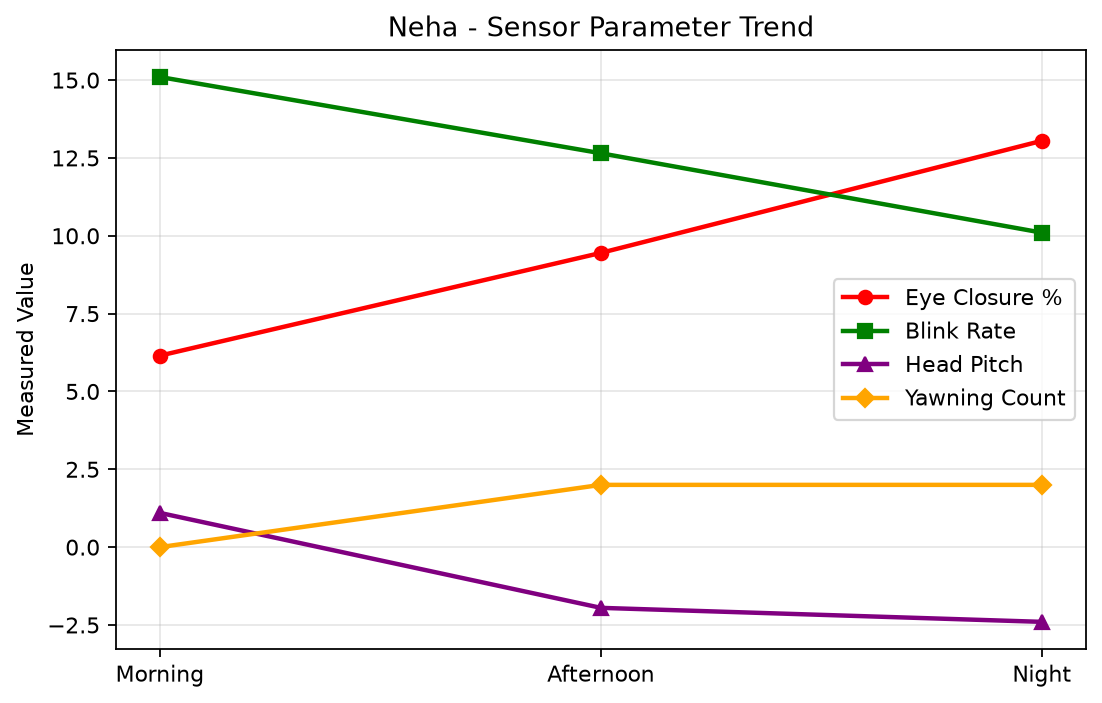 Neha - Sensor Parameter Trend
Measured Value
15.0
12.5
10.0
7.5
5.0
2.5
0.0
−2.5
Eye Closure %
Blink Rate
Head Pitch
Yawning Count
Morning
Afternoon
Night